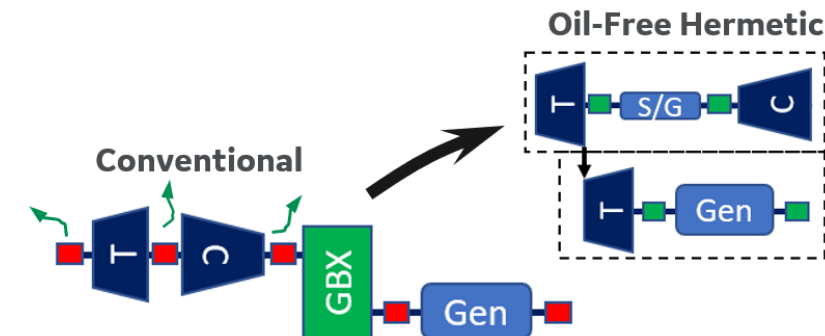 Oil-Free Hermetic
T
S/G
C
Conventional
T
Gen
T
C
GBX
Gen